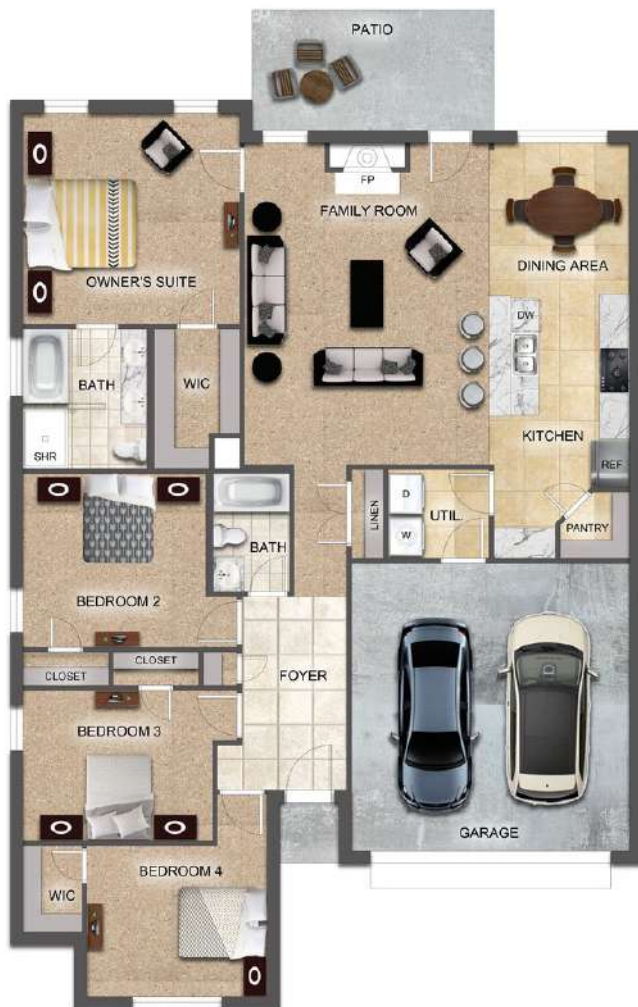 PATIO
FP
FAMILY ROOM
OWNER'S SUITE
DINING AREA
DW
BATH
WIC
KITCHEN
SHR
REF
D
LINEN
UTIL.
W
PANTRY
BATH
BEDROOM 2
CLOSET
CLOSET
FOYER
BEDROOM 3
GARAGE
BEDROOM 4
WIC